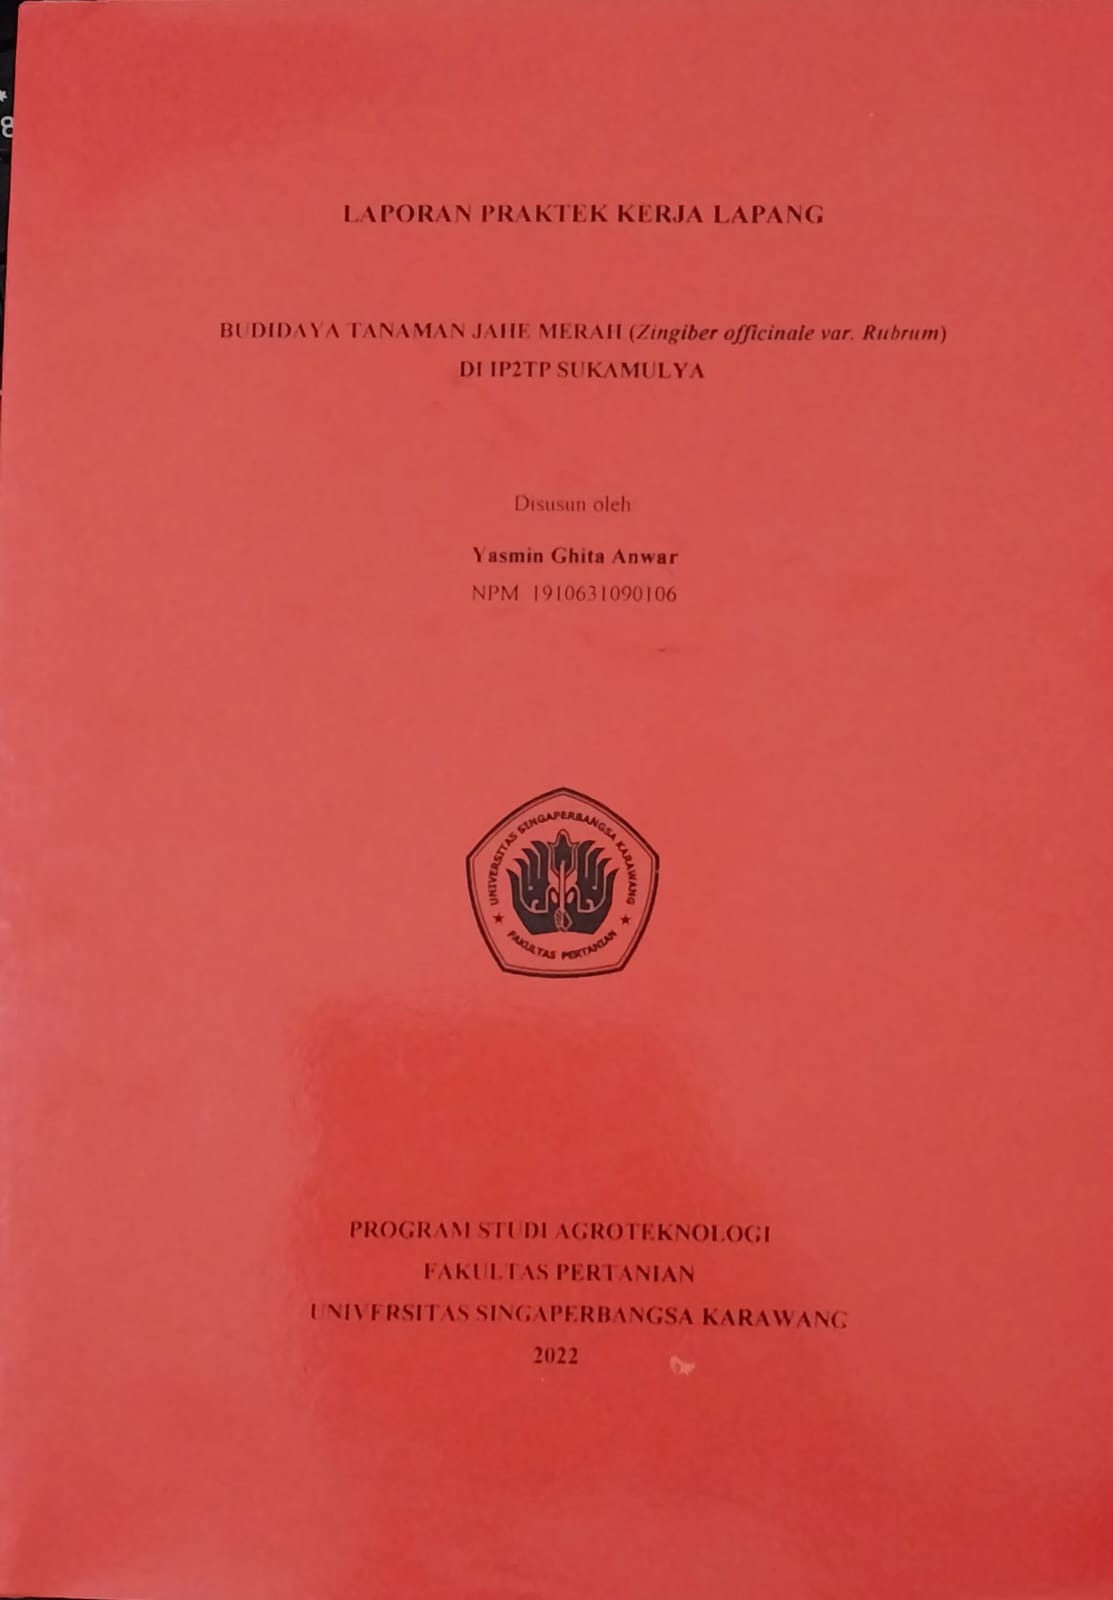 LAPORAN PRAKTEK KERJA LAPANG
BUDIDAYA TANAMAN JAHE MERAH (Zingiber officinale var. Rubrum)
DI IP2TP SUKAMULYA
Disusun oleh
Yasmin Ghita Anwar
NPM 1910631090106
UNIVERSITAS SINGAPERBANGSA KARAWANG
FAKULTAS PERTANIAN
PROGRAM STUDI AGROTEKNOLOGI
FAKULTAS PERTANIAN
UNIVERSITAS SINGAPERBANGSA KARAWANG
2022
8